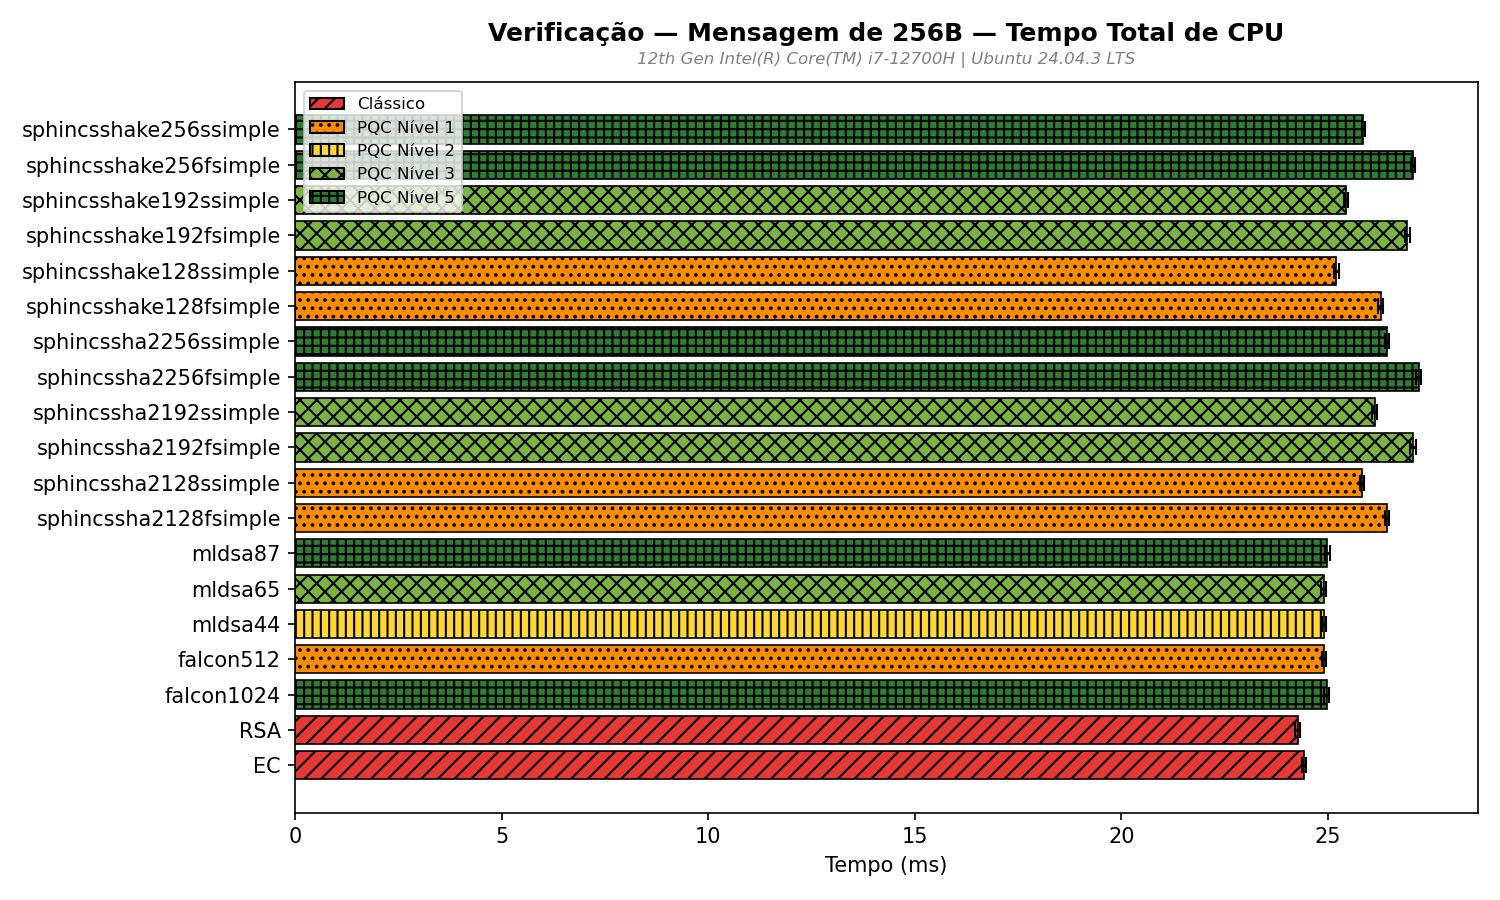 Verificação — Mensagem de 256B — Tempo Total de CPU
12th Gen Intel(R) Core(TM) i7-12700H | Ubuntu 24.04.3 LTS
Clássico
PQC Nível 1
PQC Nível 2
PQC Nível 3
PQC Nível 5
sphincsshake256ssimple
sphincsshake256fsimple
sphincsshake192ssimple
sphincsshake192fsimple
sphincsshake128ssimple
sphincsshake128fsimple
sphincssha2256ssimple
sphincssha2256fsimple
sphincssha2192ssimple
sphincssha2192fsimple
sphincssha2128ssimple
sphincssha2128fsimple
mldsa87
mldsa65
mldsa44
falcon512
falcon1024
RSA
EC
0 5 10 15 20 25
Tempo (ms)